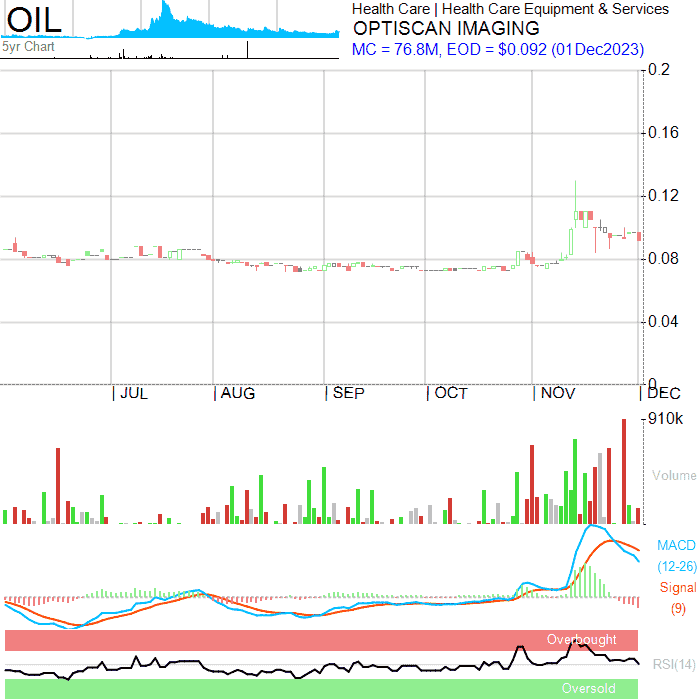 OIL
5yr Chart
Health Care | Health Care Equipment & Services
OPTISCAN IMAGING
MC = 76.8M, EOD = $0.092 (01Dec2023)
0.2
0.16
0.12
0.08
0.04
0
| JUL | AUG | SEP | OCT | NOV | DEC
910k
Volume
MACD
(12-26)
Signal
(9)
Overbought
RSI(14)
Oversold